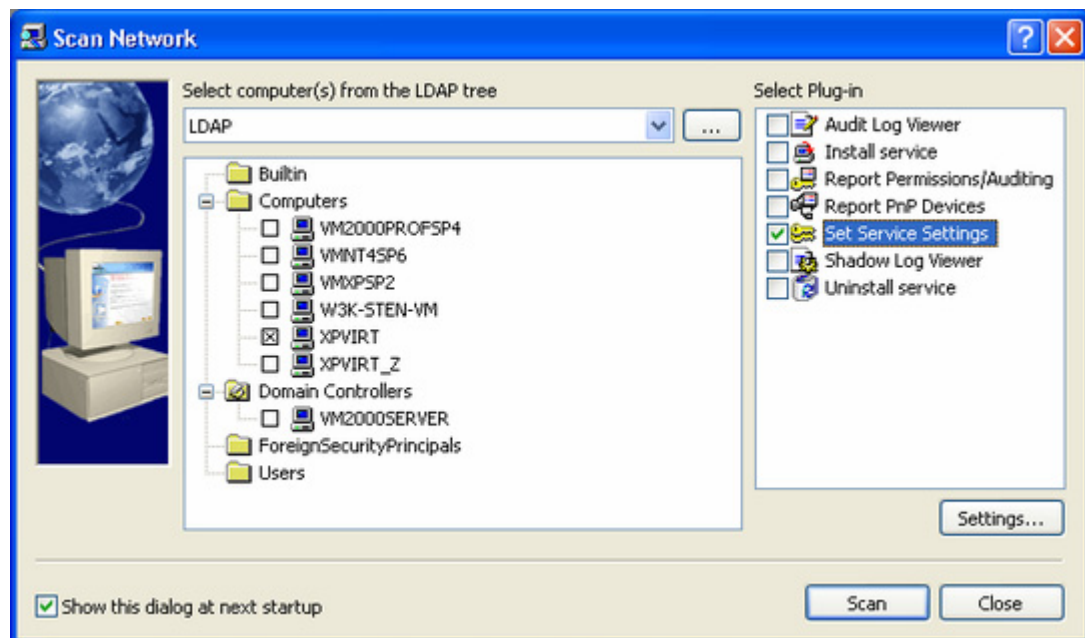 Scan Network
Select computer(s) from the LDAP tree
LDAP
...
Builtin
Computers
VM2000PROFSP4
VMNT4SP6
VMXPSP2
W3K-STEN-VM
XPVIRT
XPVIRT_Z
Domain Controllers
VM2000SERVER
ForeignSecurityPrincipals
Users
Select Plug-in
Audit Log Viewer
Install service
Report Permissions/Auditing
Report PnP Devices
Set Service Settings
Shadow Log Viewer
Uninstall service
Settings...
Show this dialog at next startup
Scan
Close